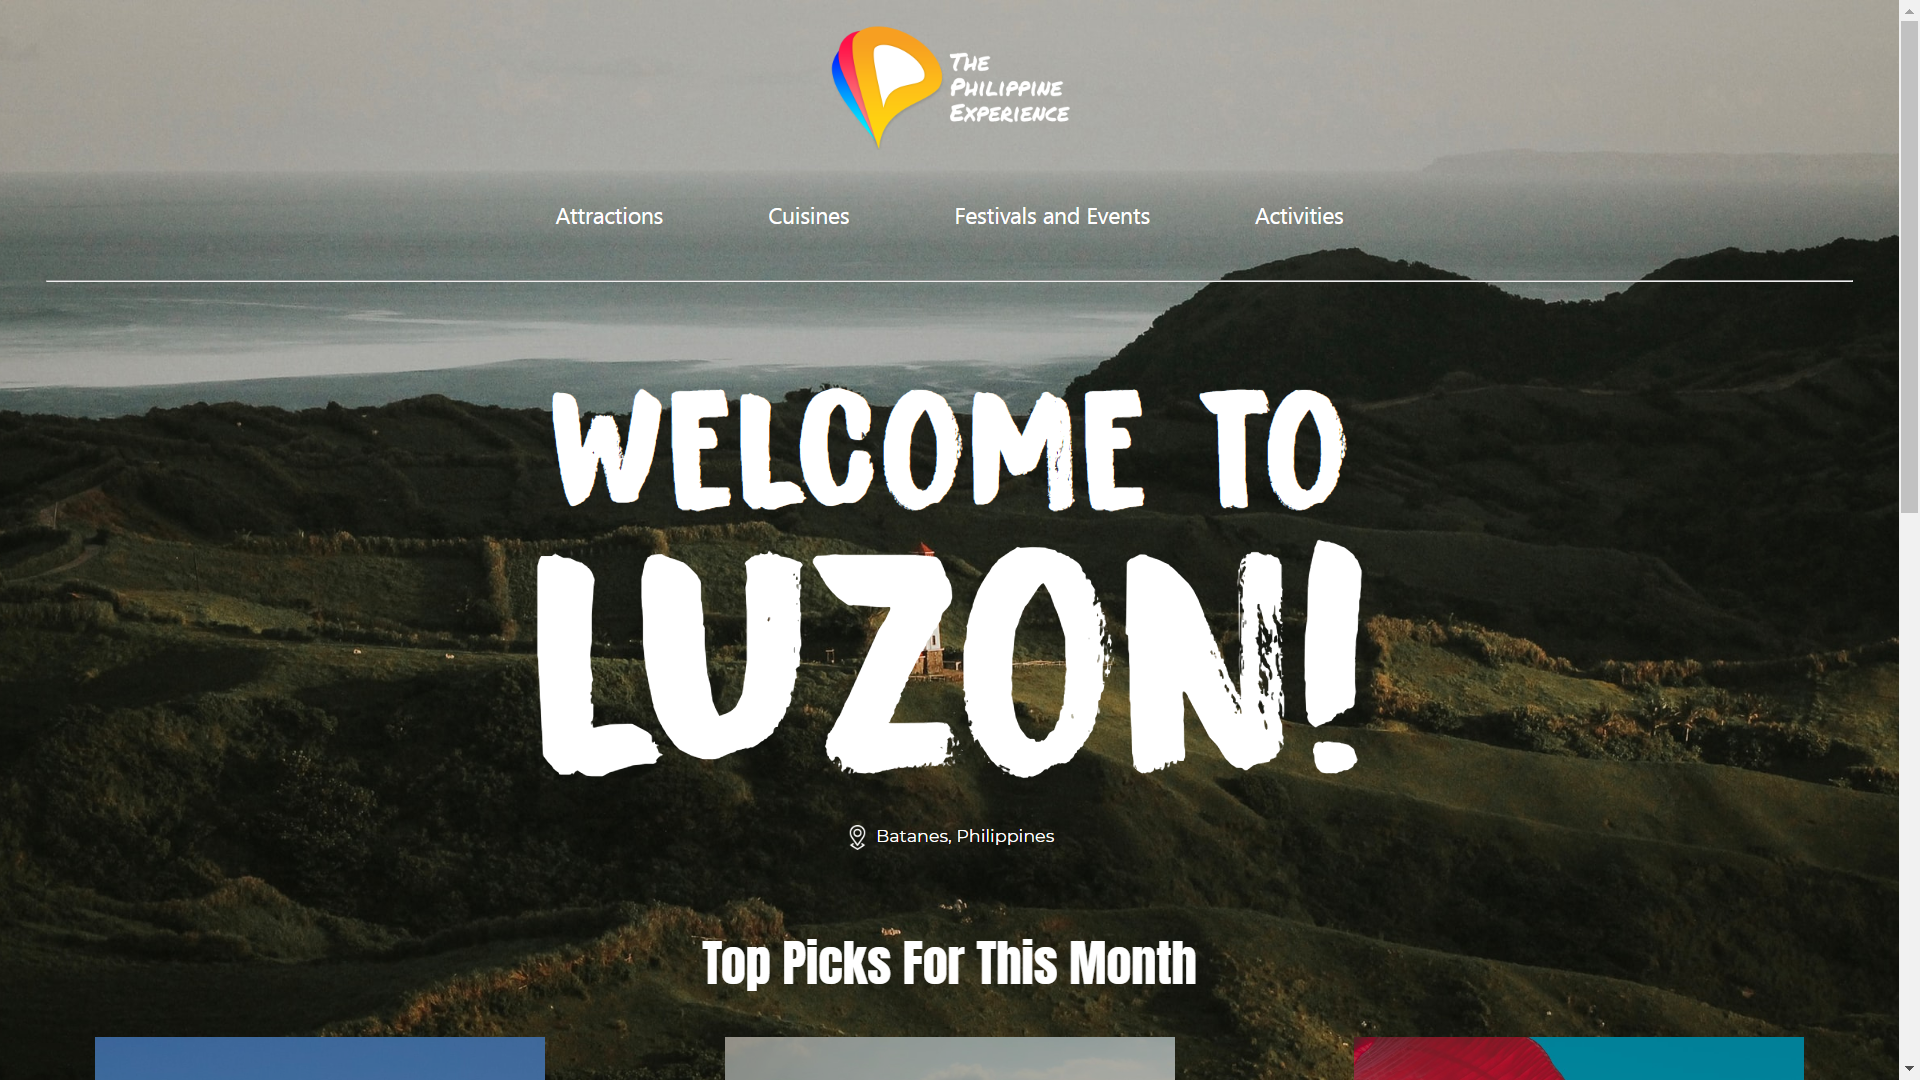 The
Philippine
Experience
Attractions Cuisines Festivals and Events Activities
WELCOME TO
LUZON!
Batanes, Philippines
Top Picks For This Month